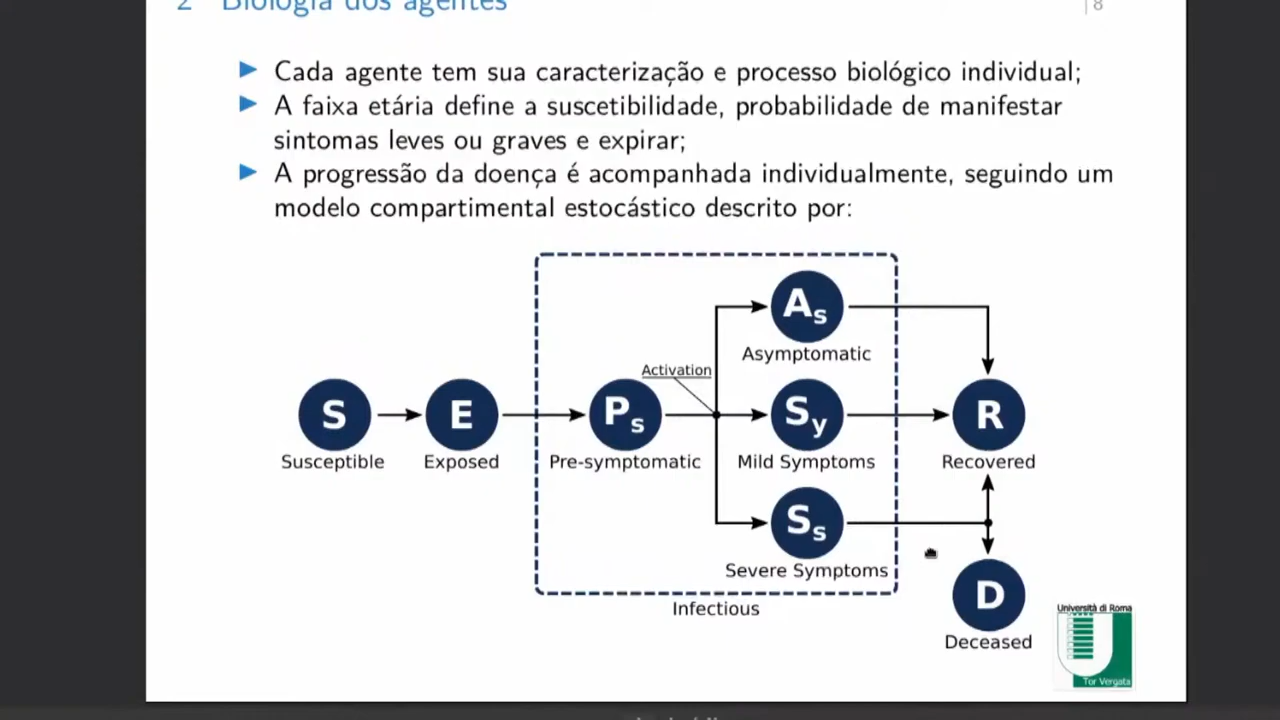 2 Biologia dos agentes
| 8
Cada agente tem sua caracterização e processo biológico individual;
A faixa etária define a suscetibilidade, probabilidade de manifestar
sintomas leves ou graves e expirar;
A progressão da doença é acompanhada individualmente, seguindo um
modelo compartimental estocástico descrito por:
As
Asymptomatic
Activation
S
E
Ps
Sy
R
Susceptible
Exposed
Pre-symptomatic
Mild Symptoms
Recovered
Ss
Severe Symptoms
Infectious
D
Deceased
Università di Roma
Tor Vergata